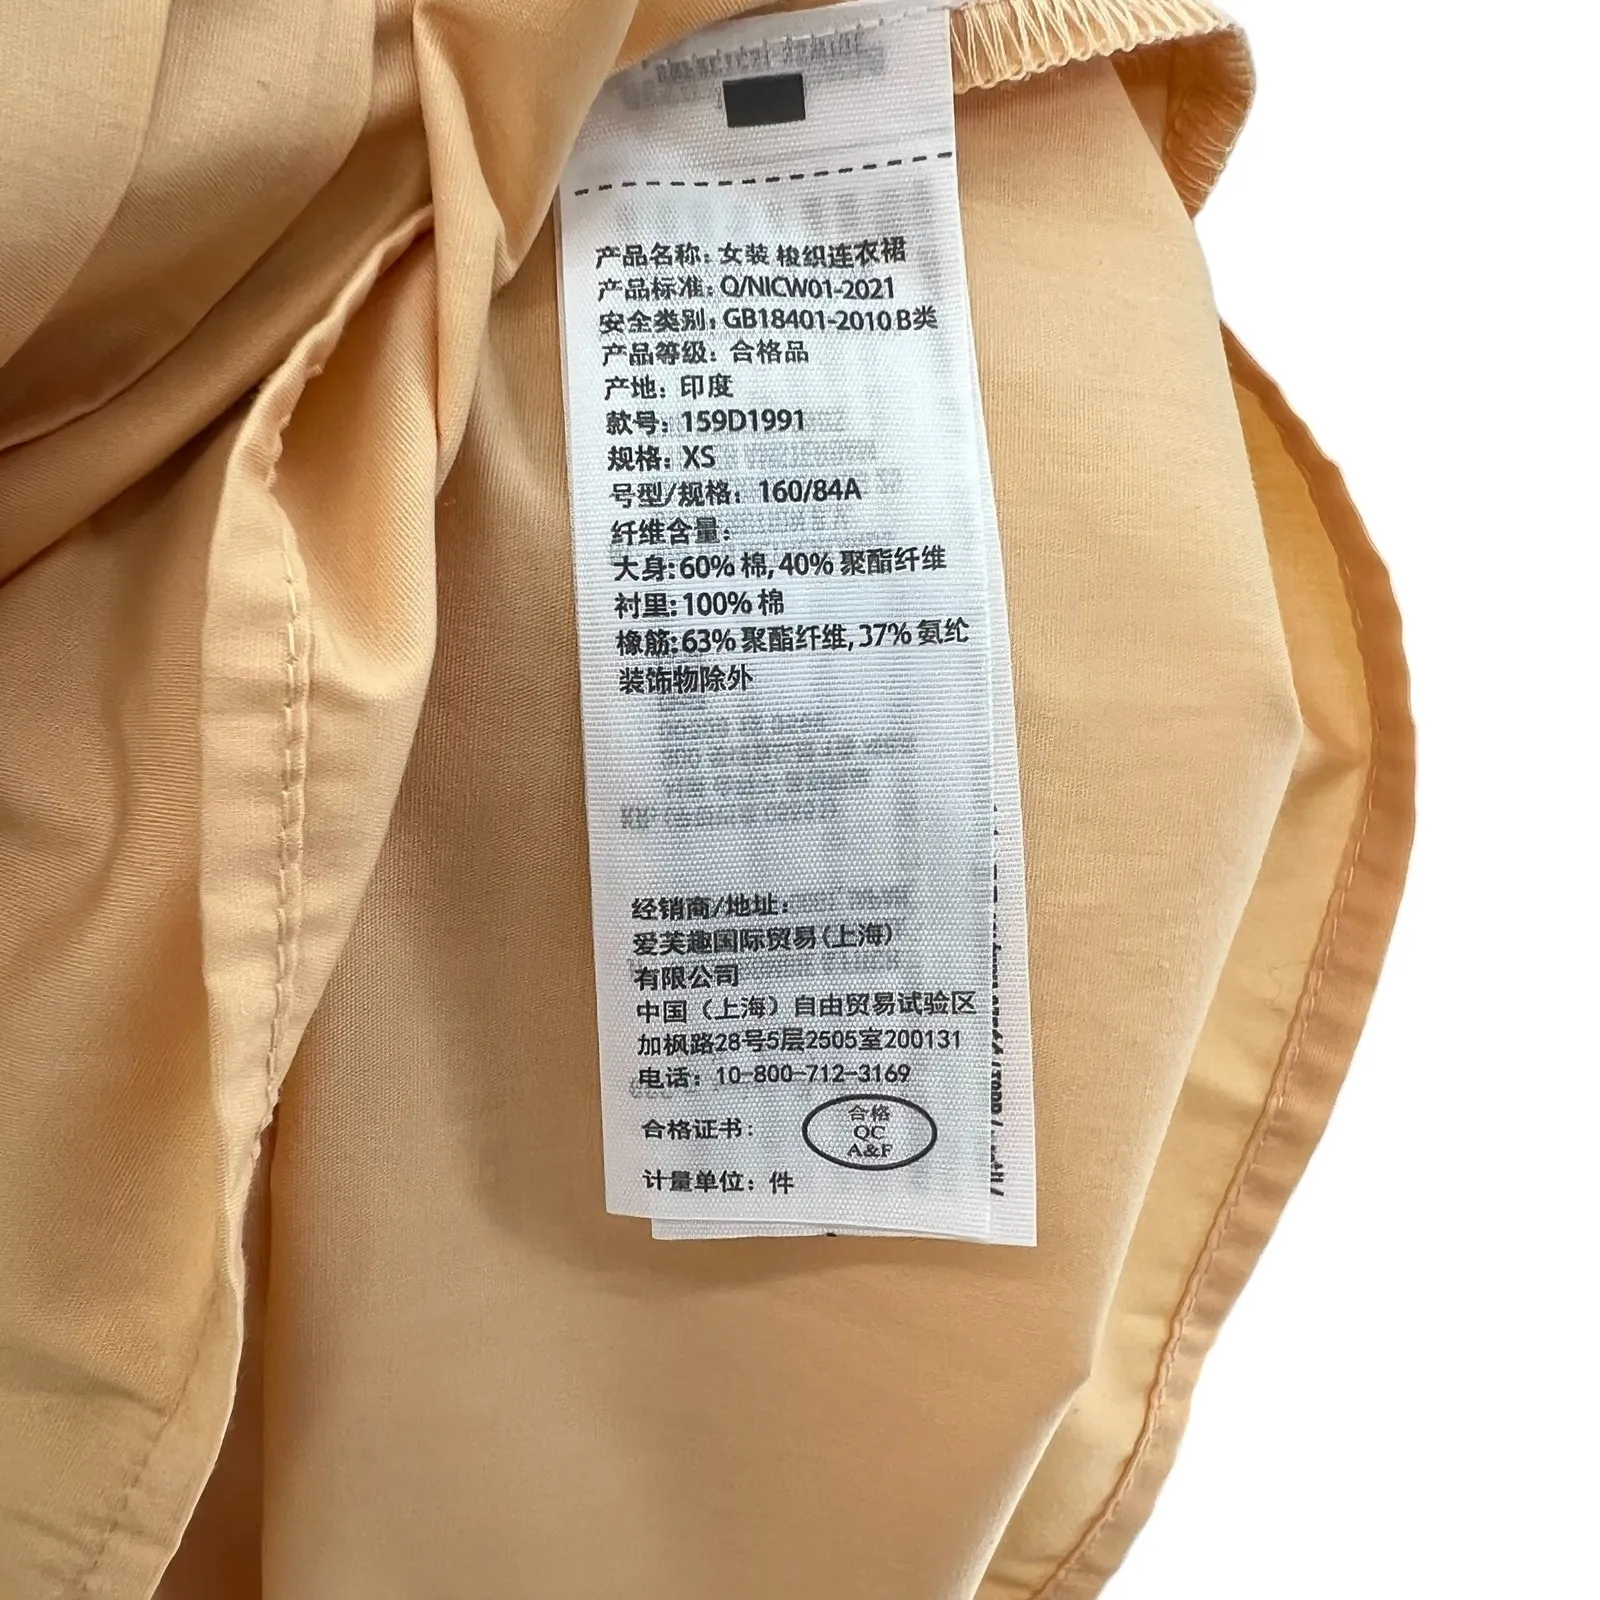 产品名称: 女装 梭织连衣裙
产品标准: Q/NICW01-2021
安全类别: GB18401-2010 B类
产品等级: 合格品
产地: 印度
款号: 159D1991
规格: XS
号型/规格: 160/84A
纤维含量:
大身: 60% 棉, 40% 聚酯纤维
衬里: 100% 棉
橡筋: 63% 聚酯纤维, 37% 氨纶
装饰物除外
经销商/地址:
爱芙趣国际贸易(上海)
有限公司
中国(上海)自由贸易试验区
加枫路28号5层2505室200131
电话: 10-800-712-3169
合格证书:
合格
QC
A&F
计量单位: 件